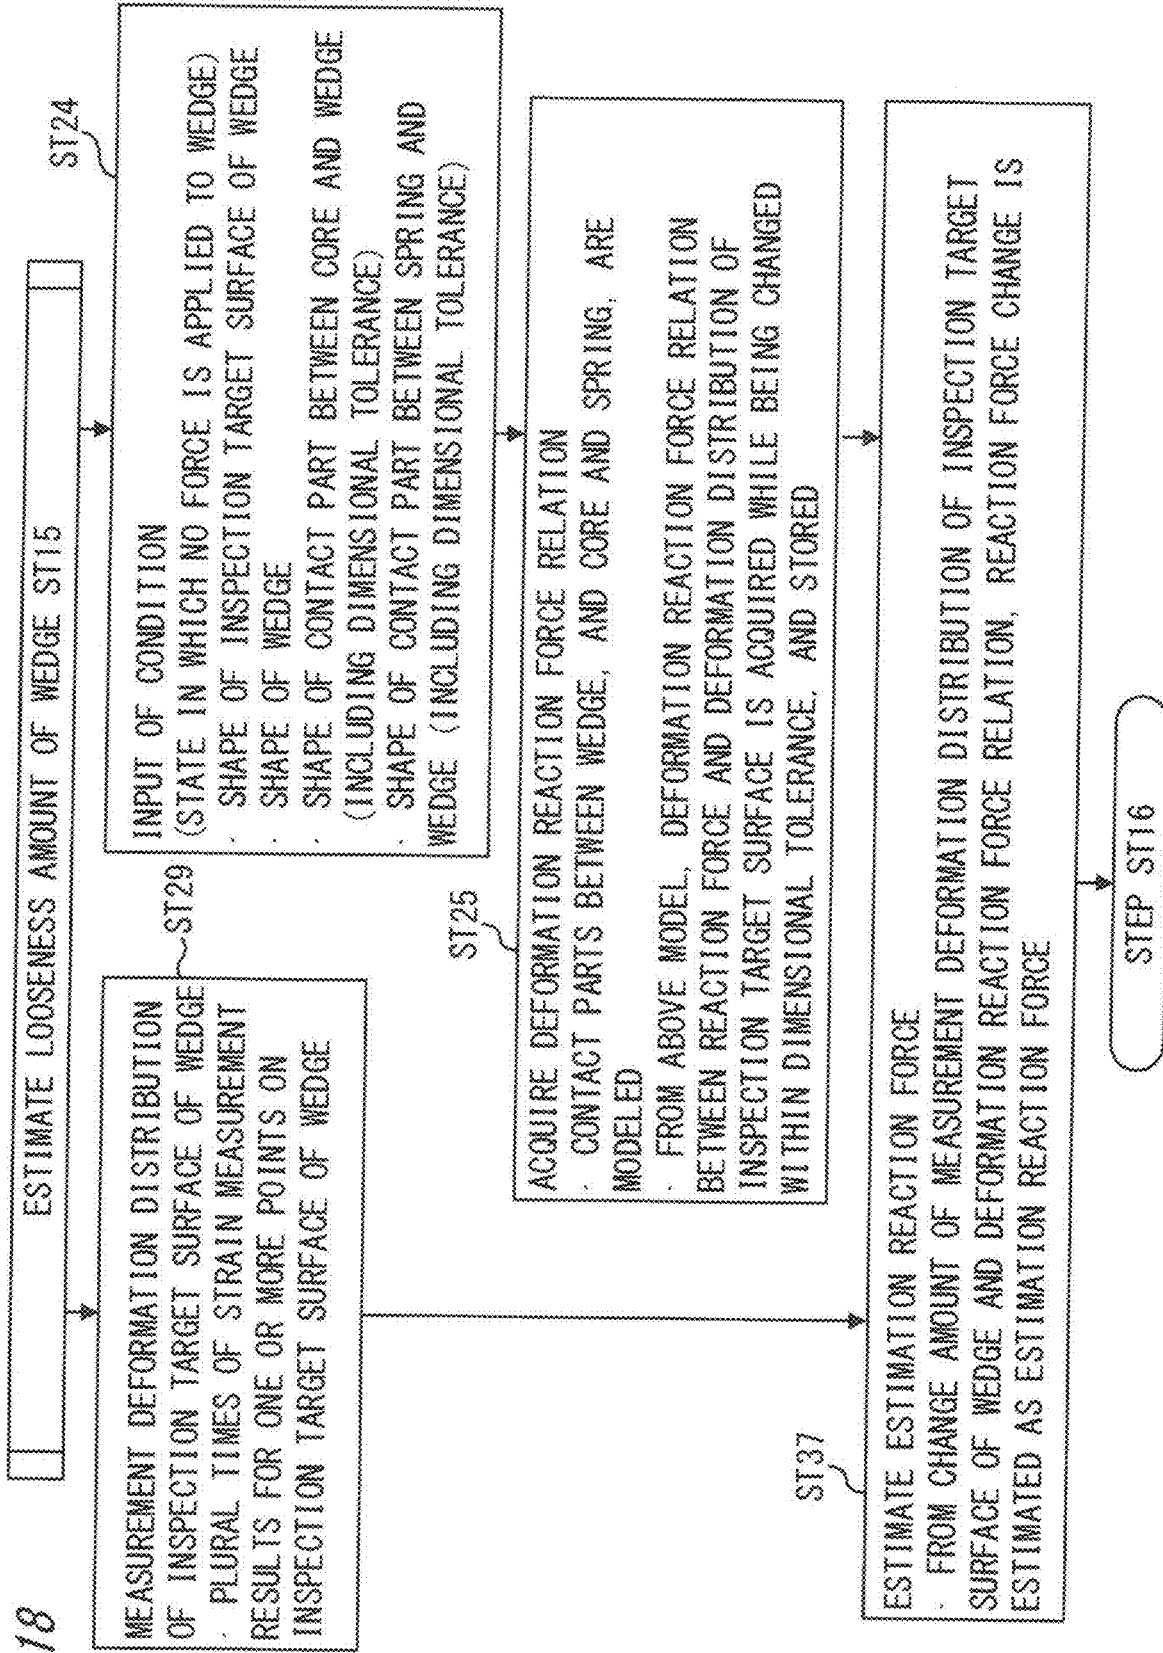 18
ESTIMATE LOOSENESS AMOUNT OF WEDGE ST15
ST29
MEASUREMENT DEFORMATION DISTRIBUTION
OF INSPECTION TARGET SURFACE OF WEDGE
· PLURAL TIMES OF STRAIN MEASUREMENT
RESULTS FOR ONE OR MORE POINTS ON
INSPECTION TARGET SURFACE OF WEDGE
ST24
INPUT OF CONDITION
(STATE IN WHICH NO FORCE IS APPLIED TO WEDGE)
· SHAPE OF INSPECTION TARGET SURFACE OF WEDGE
· SHAPE OF WEDGE
· SHAPE OF CONTACT PART BETWEEN CORE AND WEDGE
(INCLUDING DIMENSIONAL TOLERANCE)
· SHAPE OF CONTACT PART BETWEEN SPRING AND
WEDGE (INCLUDING DIMENSIONAL TOLERANCE)
ST25
ACQUIRE DEFORMATION REACTION FORCE RELATION
· CONTACT PARTS BETWEEN WEDGE, AND CORE AND SPRING, ARE
MODELED
· FROM ABOVE MODEL, DEFORMATION REACTION FORCE RELATION
BETWEEN REACTION FORCE AND DEFORMATION DISTRIBUTION OF
INSPECTION TARGET SURFACE IS ACQUIRED WHILE BEING CHANGED
WITHIN DIMENSIONAL TOLERANCE, AND STORED
ST37
ESTIMATE ESTIMATION REACTION FORCE
· FROM CHANGE AMOUNT OF MEASUREMENT DEFORMATION DISTRIBUTION OF INSPECTION TARGET
SURFACE OF WEDGE AND DEFORMATION REACTION FORCE RELATION, REACTION FORCE CHANGE IS
ESTIMATED AS ESTIMATION REACTION FORCE
STEP ST16